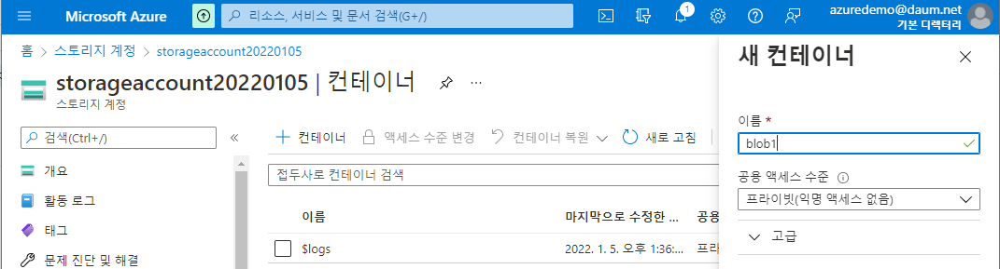 Microsoft Azure
리소스, 서비스 및 문서 검색(G+/)
1
azuredemo@daum.net
기본 디렉터리
홈 > 스토리지 계정 > storageaccount20220105
storageaccount20220105 | 컨테이너
스토리지 계정
검색(Ctrl+/)
개요
활동 로그
태그
문제 진단 및 해결
컨테이너
액세스 수준 변경
컨테이너 복원
새로 고침
접두사로 컨테이너 검색
이름 마지막으로 수정한 ... 공용
$logs 2022. 1. 5. 오후 1:36:... 프라
새 컨테이너
이름 *
blob1
공용 액세스 수준
프라이빗(익명 액세스 없음)
고급